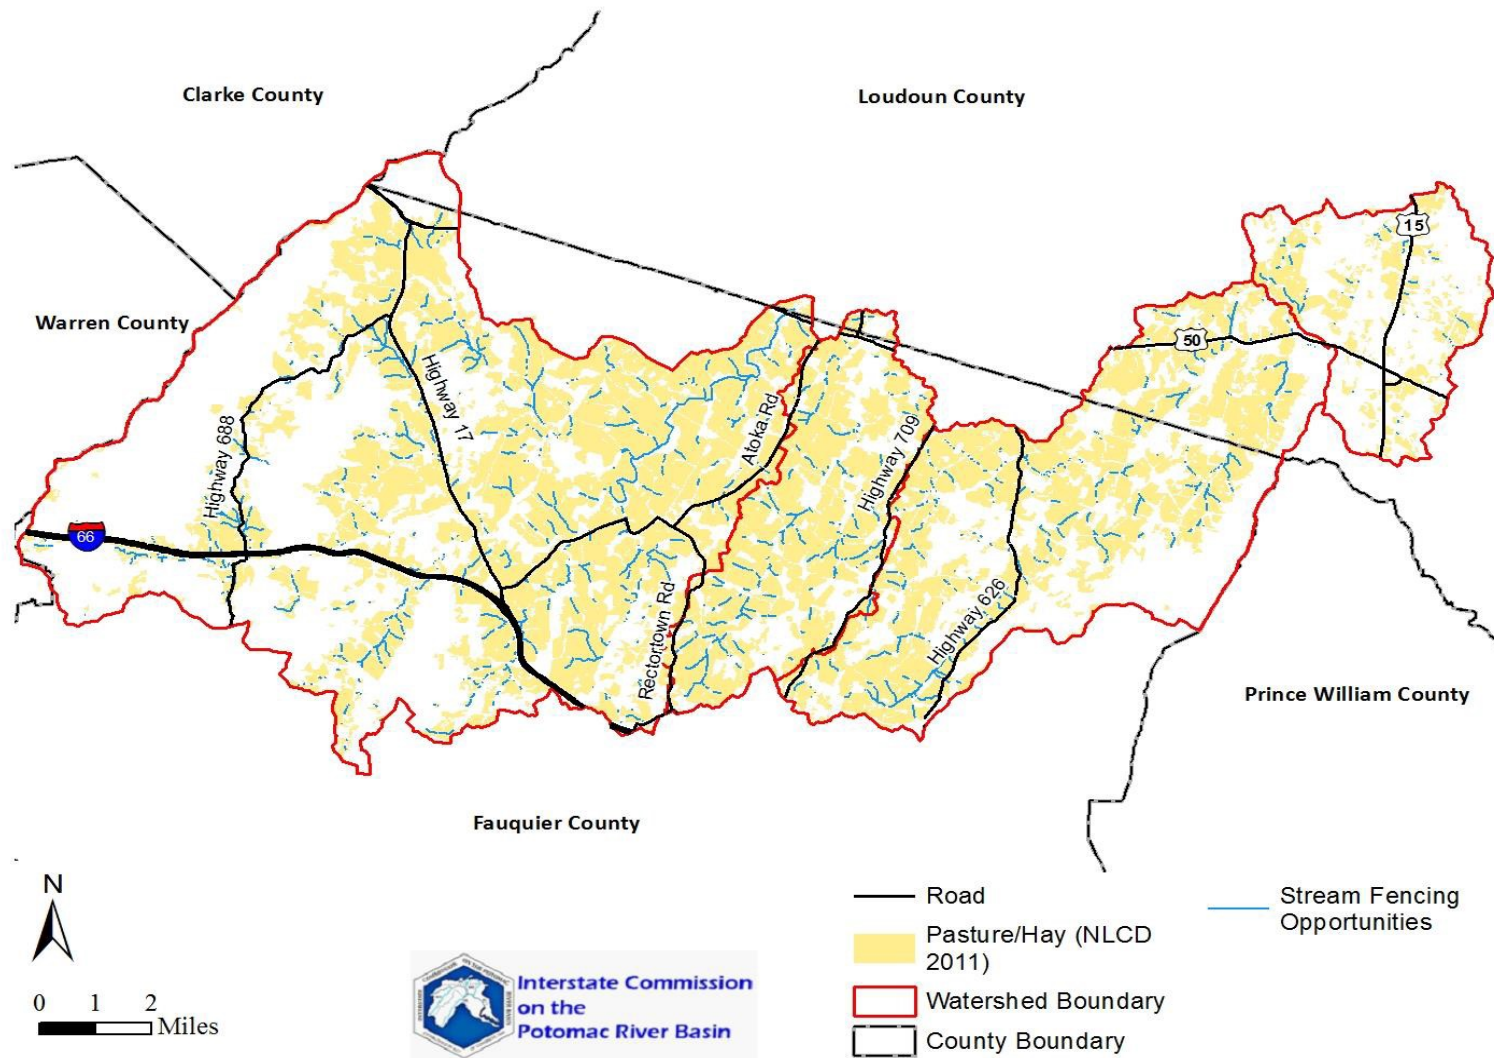 Clarke County
Loudoun County
Warren County
15
50
Highway 17
Highway 688
Atoka Rd
Highway 709
66
Highway 626
Rectortown Rd
Prince William County
Fauquier County
N
0 1 2
Miles
Interstate Commission
on the
Potomac River Basin
Road
Pasture/Hay (NLCD
2011)
Watershed Boundary
County Boundary
Stream Fencing
Opportunities